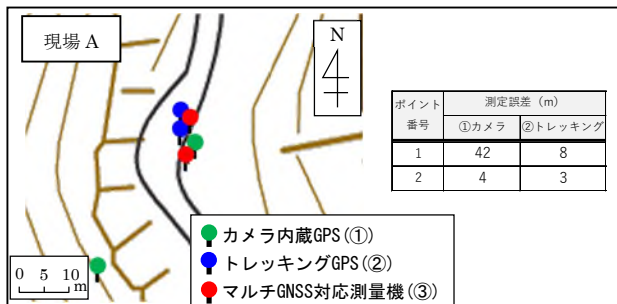 現場 A
N
0 5 10
m
カメラ内蔵GPS(①)
トレッキングGPS(②)
マルチGNSS対応測量機(③)
ポイント 測定誤差（m）
番号 ①カメラ ②トレッキング
1 42 8
2 4 3